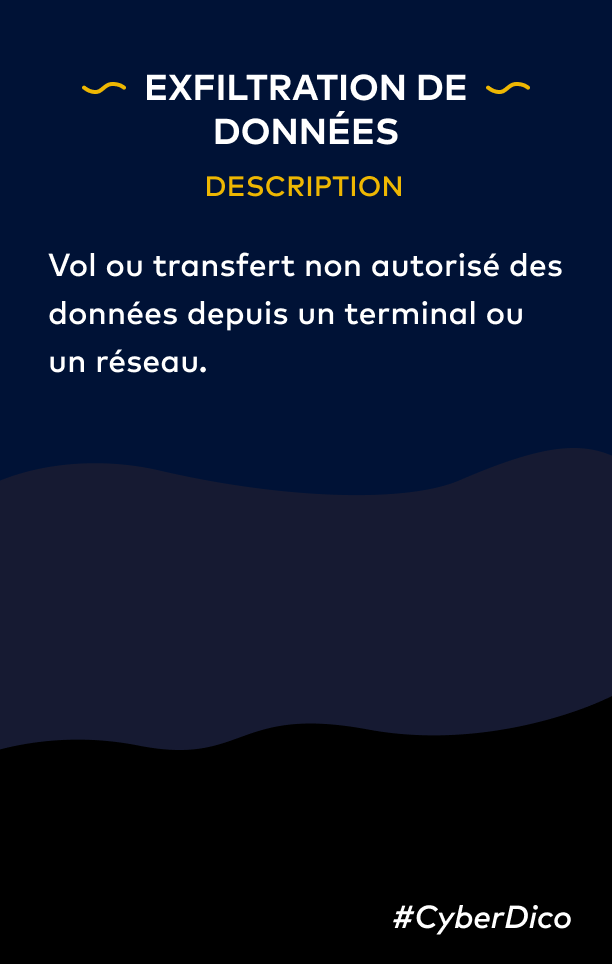 EXFILTRATION DE
DONNÉES
DESCRIPTION
Vol ou transfert non autorisé des
données depuis un terminal ou
un réseau.
#CyberDico